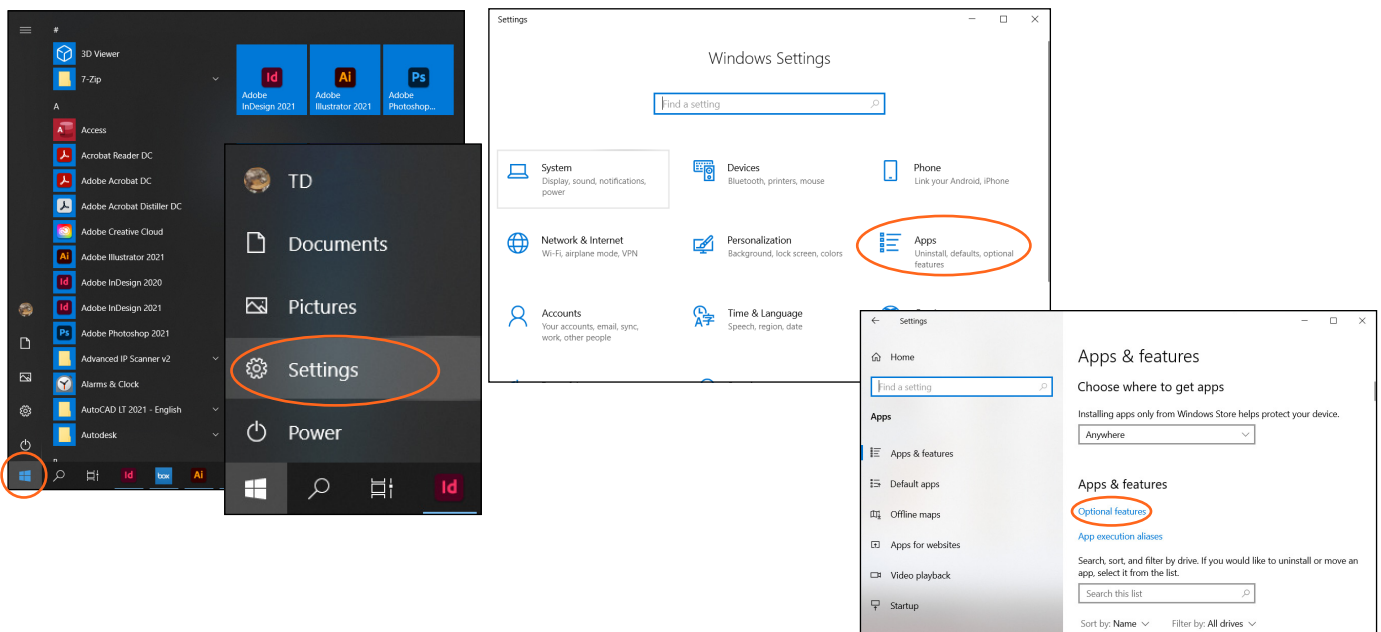 #
3D Viewer
7-Zip
A
Access
Acrobat Reader DC
Adobe Acrobat DC
Adobe Acrobat Distiller DC
Adobe Creative Cloud
Adobe Illustrator 2021
Adobe InDesign 2020
Adobe InDesign 2021
Adobe Photoshop 2021
Advanced IP Scanner v2
Alarms & Clock
AutoCAD LT 2021 - English
Autodesk
Id
Adobe
InDesign 2021
Ai
Adobe
Illustrator 2021
Ps
Adobe
Photoshop...
Id
box
Ai
TD
Documents
Pictures
Settings
Power
Id
Settings
Windows Settings
Find a setting
System
Display, sound, notifications,
power
Devices
Bluetooth, printers, mouse
Phone
Link your Android, iPhone
Network & Internet
Wi-Fi, airplane mode, VPN
Personalization
Background, lock screen, colors
Apps
Uninstall, defaults, optional
features
Accounts
Your accounts, email, sync,
work, other people
Time & Language
Speech, region, date
Settings
Home
Find a setting
Apps
Apps & features
Default apps
Offline maps
Apps for websites
Video playback
Startup
Apps & features
Choose where to get apps
Installing apps only from Windows Store helps protect your device.
Anywhere
Apps & features
Optional features
App execution aliases
Search, sort, and filter by drive. If you would like to uninstall or move an
app, select it from the list.
Search this list
Sort by: Name Filter by: All drives